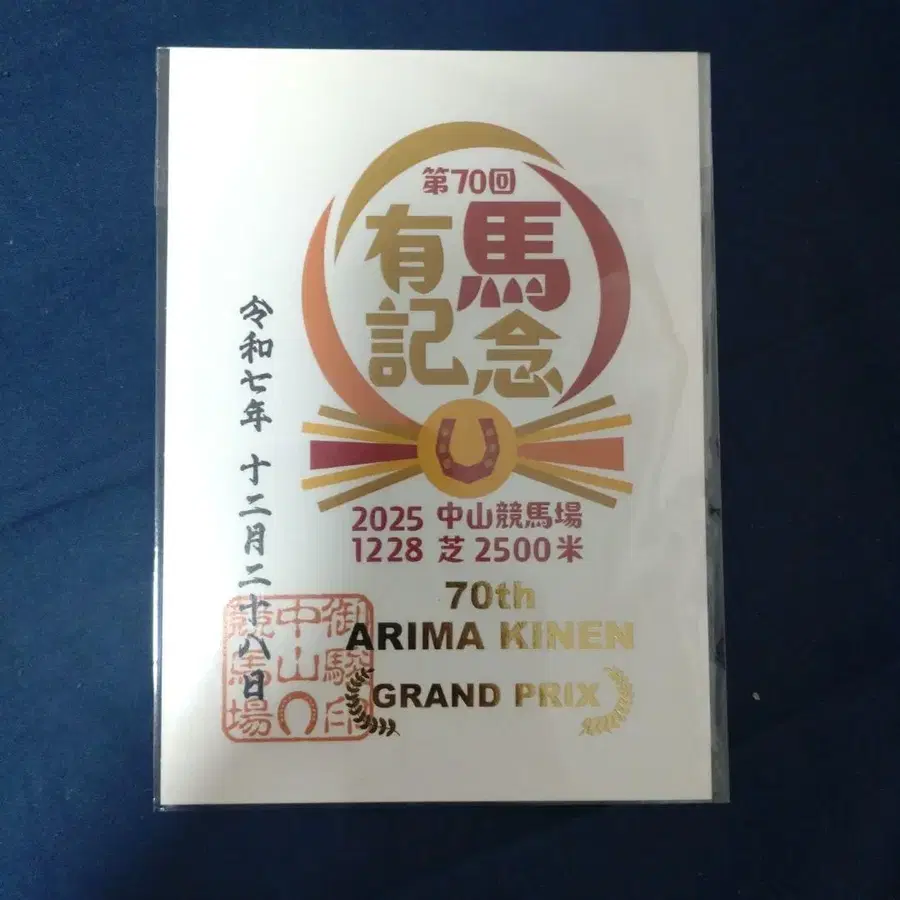 第70回
有馬
記念
2025 中山競馬場
1228 芝2500米
70th
ARIMA KINEN
GRAND PRIX
令和七年 十二月二十八日
御駿印
中山
競馬場